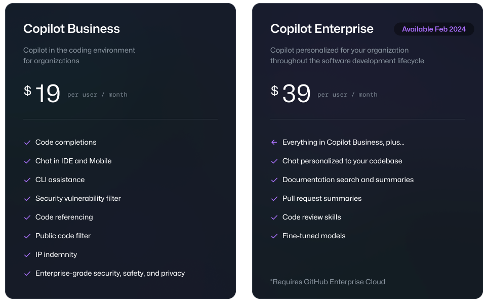 Copilot Business
Copilot in the coding environment
for organizations
$19 per user / month
Code completions
Chat in IDE and Mobile
CLI assistance
Security vulnerability filter
Code referencing
Public code filter
IP indemnity
Enterprise-grade security, safety, and privacy
Copilot Enterprise
Available Feb 2024
Copilot personalized for your organization
throughout the software development lifecycle
$39 per user / month
Everything in Copilot Business, plus...
Chat personalized to your codebase
Documentation search and summaries
Pull request summaries
Code review skills
Fine-tuned models
*Requires GitHub Enterprise Cloud